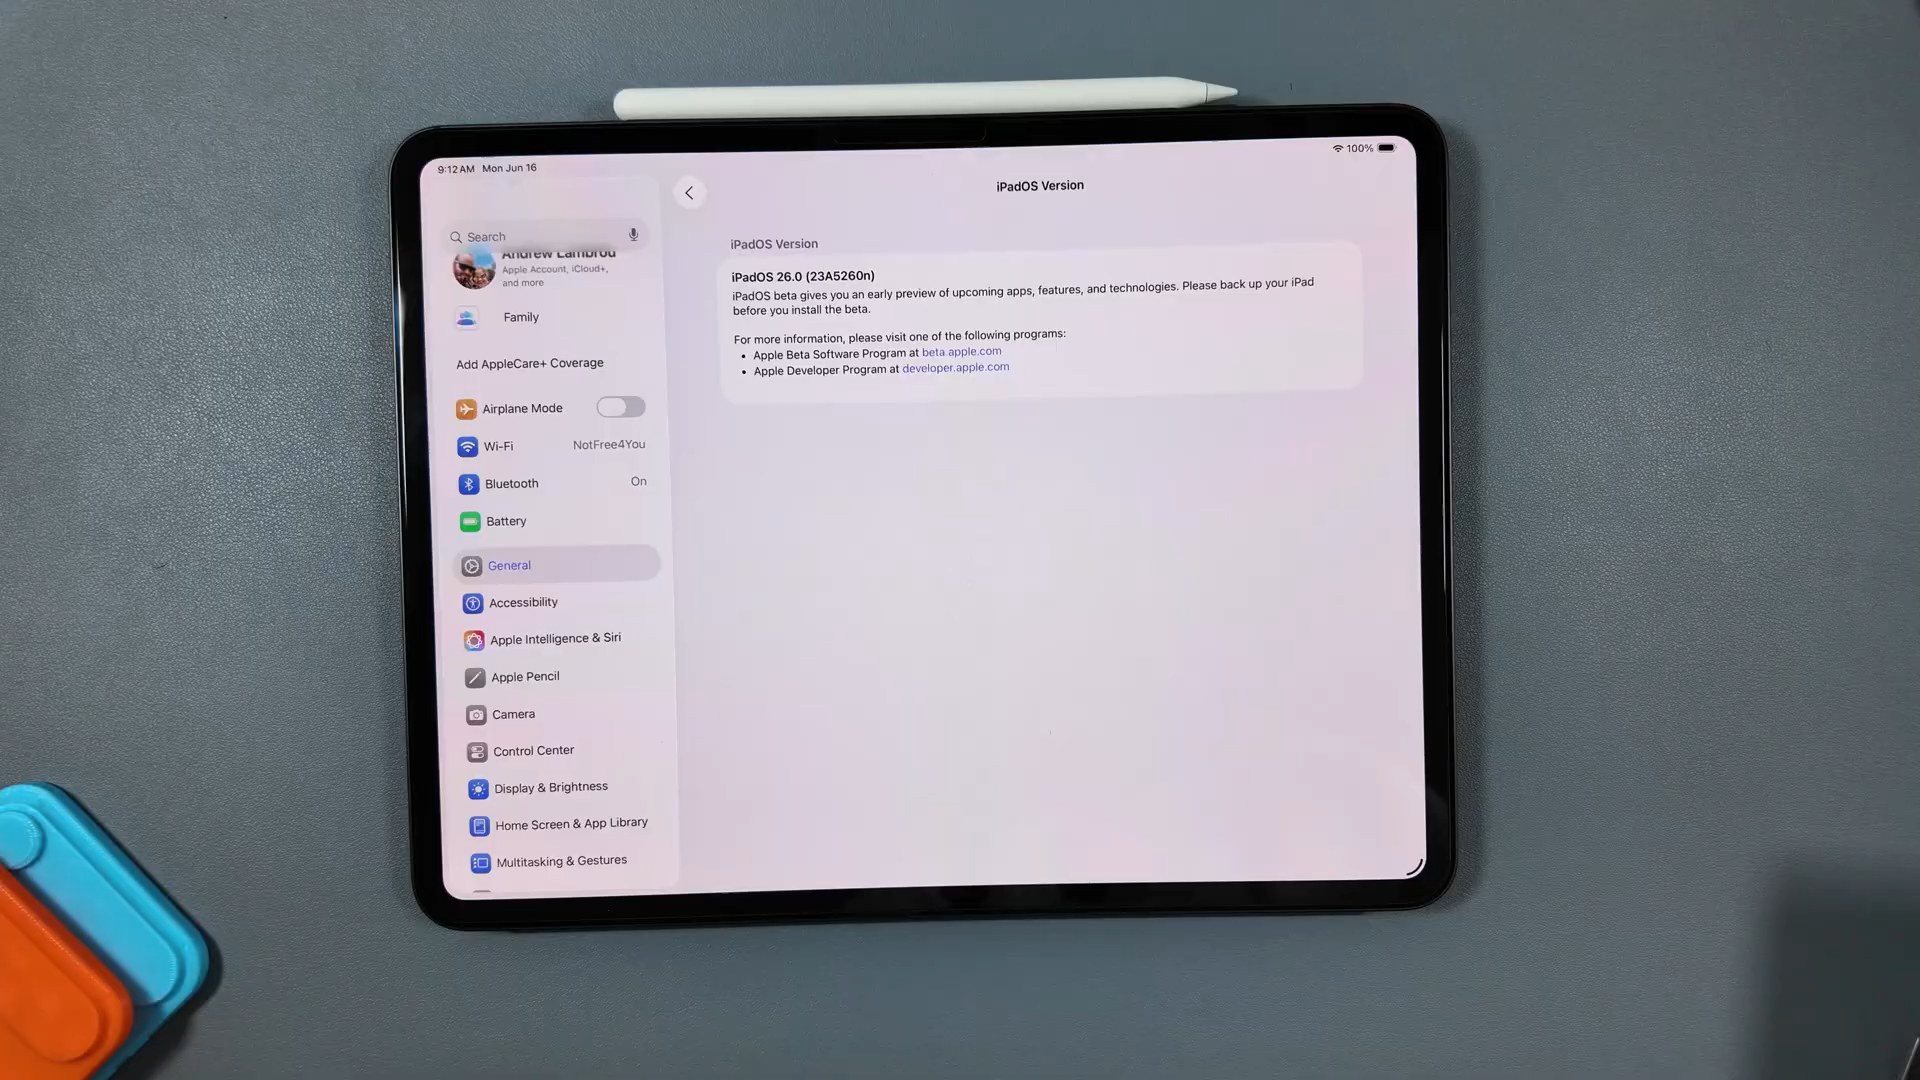 9:12 AM Mon Jun 16
100%
Search
Andrew Lambrou
Apple Account, iCloud+,
and more
Family
Add AppleCare+ Coverage
Airplane Mode
Wi-Fi NotFree4You
Bluetooth On
Battery
General
Accessibility
Apple Intelligence & Siri
Apple Pencil
Camera
Control Center
Display & Brightness
Home Screen & App Library
Multitasking & Gestures
iPadOS Version
iPadOS Version
iPadOS 26.0 (23A5260n)
iPadOS beta gives you an early preview of upcoming apps, features, and technologies. Please back up your iPad
before you install the beta.
For more information, please visit one of the following programs:
• Apple Beta Software Program at beta.apple.com
• Apple Developer Program at developer.apple.com